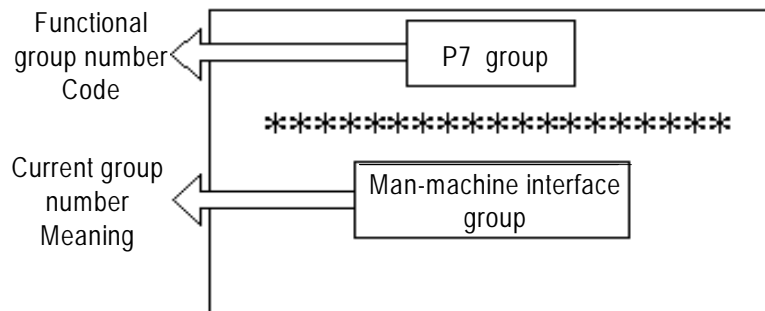 Functional
group number
Code
P7 group
*******************
Current group
number
Meaning
Man-machine interface
group